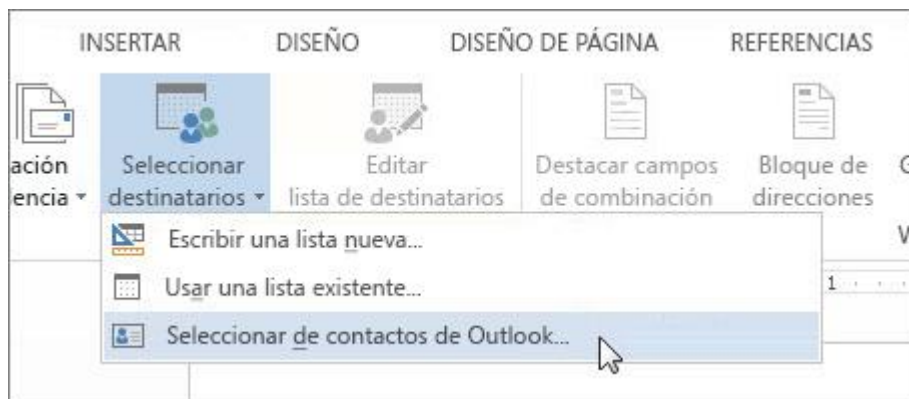 INSERTAR DISEÑO DISEÑO DE PÁGINA REFERENCIAS
ación
encia
Seleccionar
destinatarios
Editar
lista de destinatarios
Destacar campos
de combinación
Bloque de
direcciones
Escribir una lista nueva...
Usar una lista existente...
Seleccionar de contactos de Outlook...
1